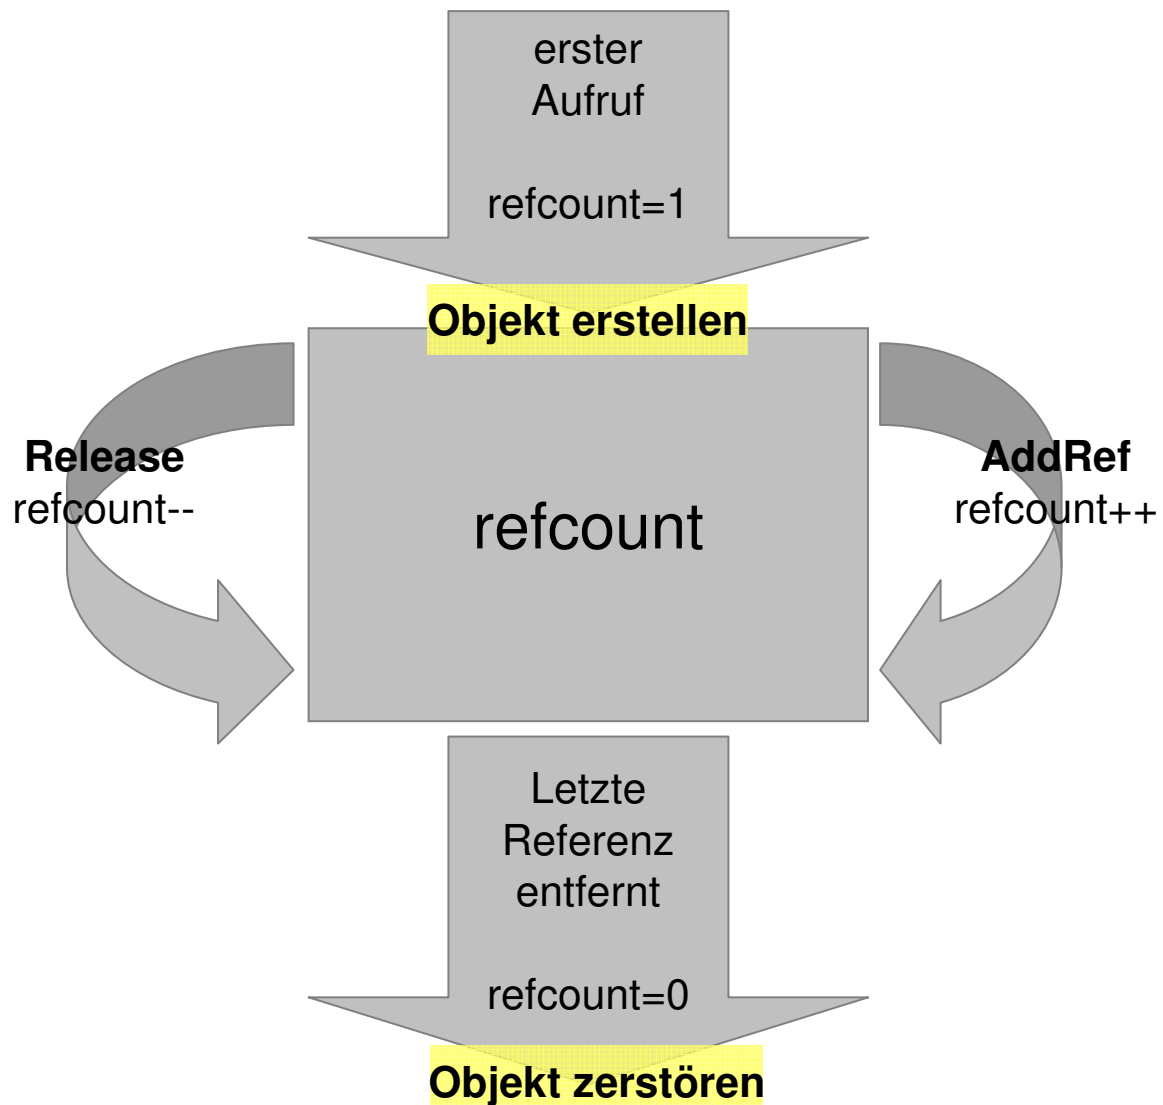 erster
Aufruf
refcount=1
Objekt erstellen
Release
refcount--
refcount
AddRef
refcount++
Letzte
Referenz
entfernt
refcount=0
Objekt zerstören